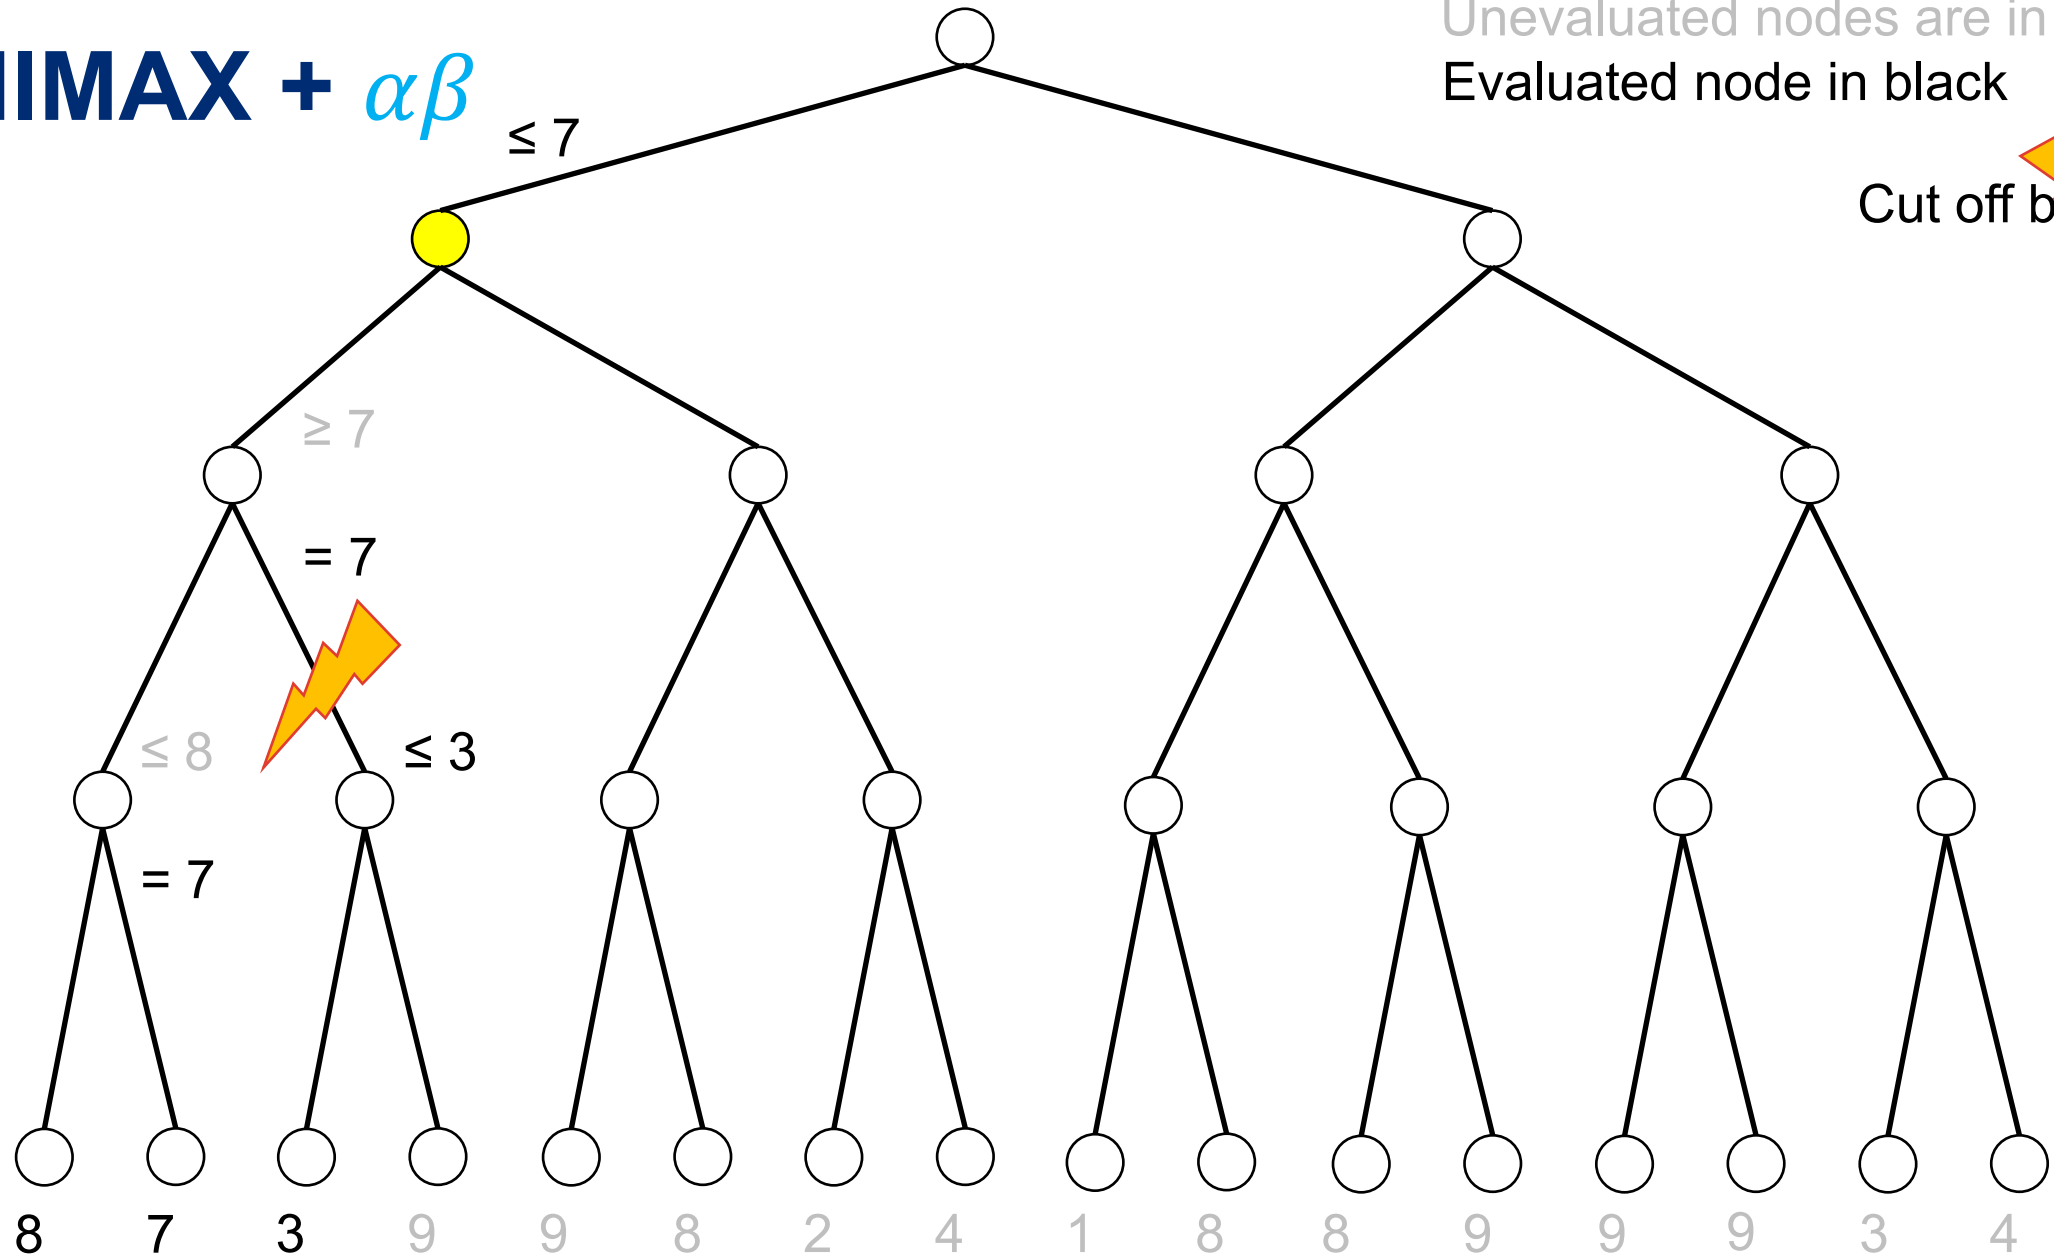 Unevaluated nodes are in
IIMAX + αβ
Evaluated node in black
≤ 7
Cut off b
≥ 7
= 7
≤ 8
≤ 3
= 7
8 7 3 9 9 8 2 4 1 8 8 9 9 9 3 4